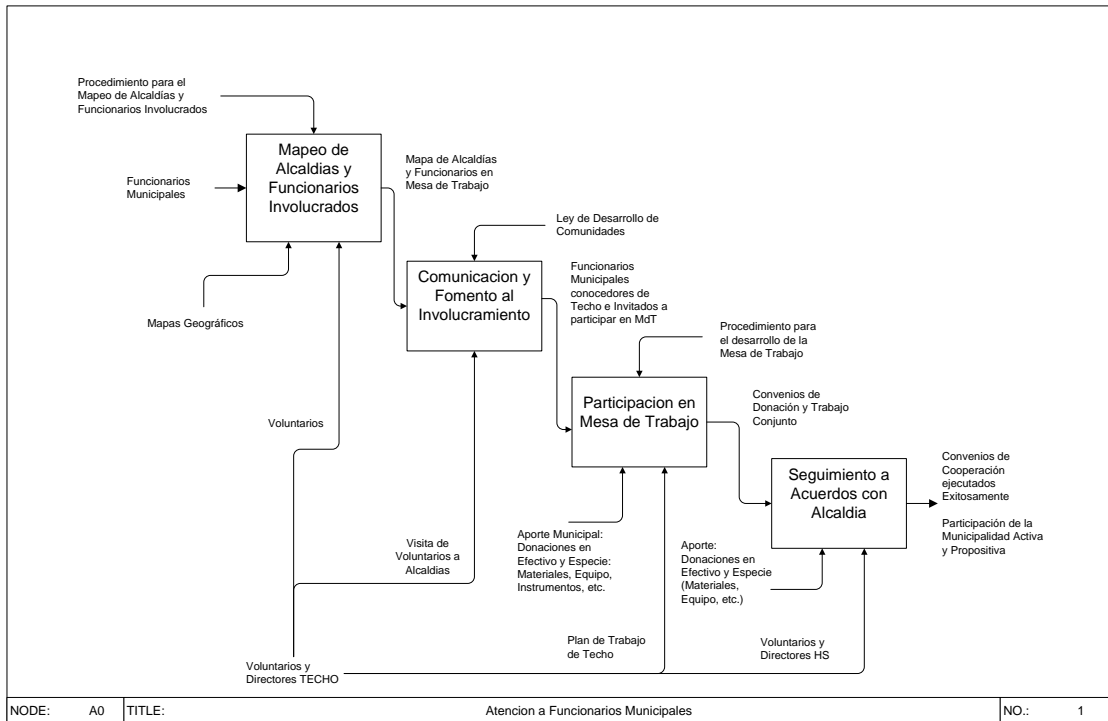 Procedimiento para el
Mapeo de Alcaldías y
Funcionarios Involucrados
Mapeo de
Alcaldias y
Funcionarios
Involucrados
Funcionarios
Municipales
Mapa de Alcaldías
y Funcionarios en
Mesa de Trabajo
Mapas Geográficos
Ley de Desarrollo de
Comunidades
Comunicacion y
Fomento al
Involucramiento
Funcionarios
Municipales
conocedores de
Techo e Invitados a
participar en MdT
Procedimiento para
el desarrollo de la
Mesa de Trabajo
Participacion en
Mesa de Trabajo
Convenios de
Donación y Trabajo
Conjunto
Voluntarios
Seguimiento a
Acuerdos con
Alcaldia
Convenios de
Cooperación
ejecutados
Exitosamente
Participación de la
Municipalidad Activa
y Propositiva
Visita de
Voluntarios a
Alcaldias
Aporte Municipal:
Donaciones en
Efectivo y Especie:
Materiales, Equipo,
Instrumentos, etc.
Aporte:
Donaciones en
Efectivo y Especie
(Materiales,
Equipo, etc.)
Plan de Trabajo
de Techo
Voluntarios y
Directores HS
Voluntarios y
Directores TECHO
NODE: A0 TITLE: Atencion a Funcionarios Municipales NO.: 1